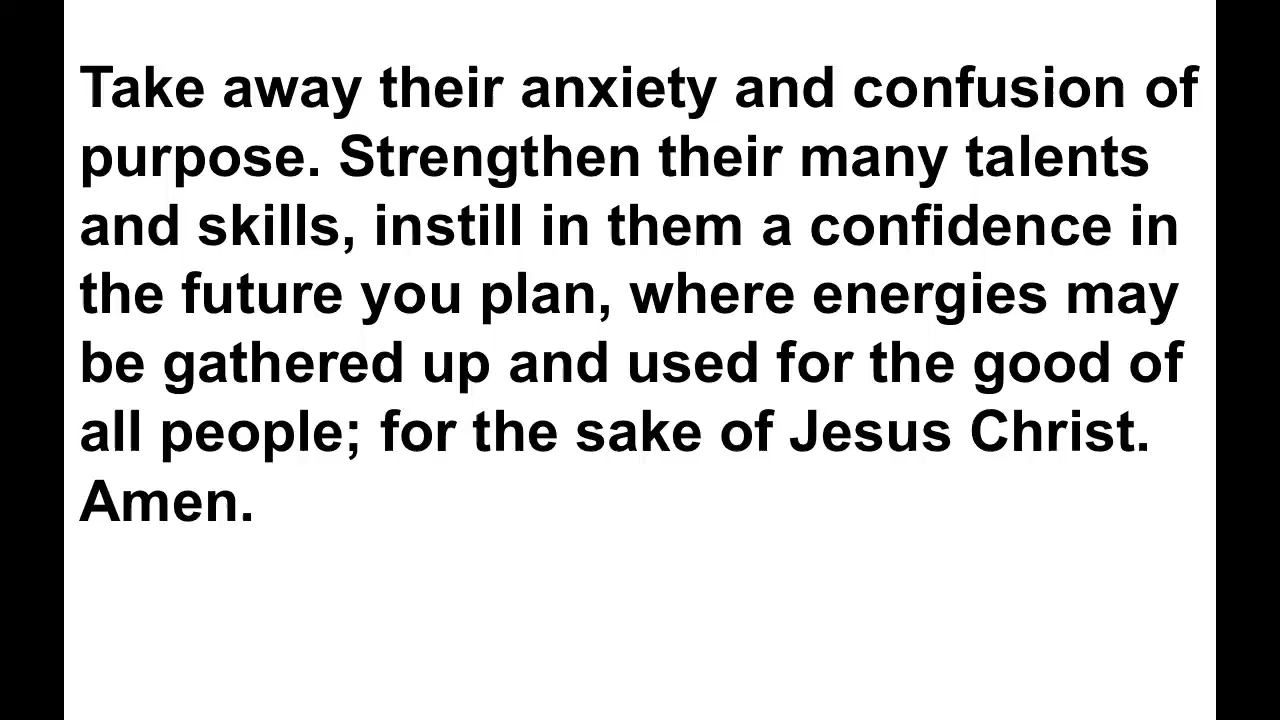 Take away their anxiety and confusion of
purpose. Strengthen their many talents
and skills, instill in them a confidence in
the future you plan, where energies may
be gathered up and used for the good of
all people; for the sake of Jesus Christ.
Amen.